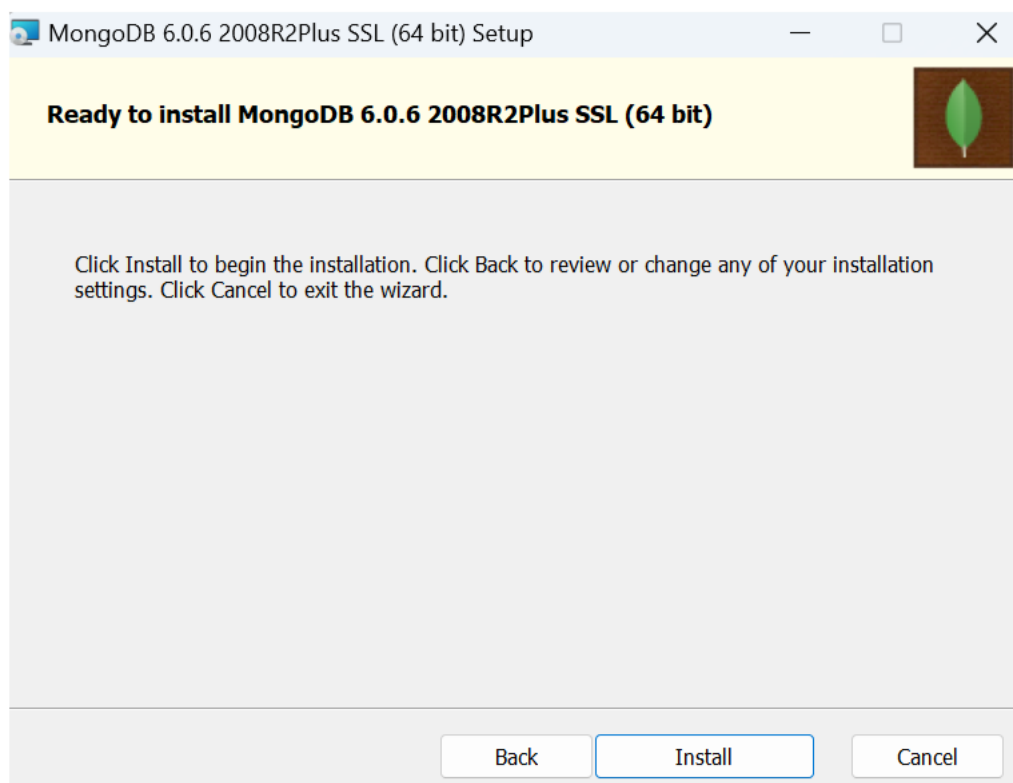 MongoDB 6.0.6 2008R2Plus SSL (64 bit) Setup
Ready to install MongoDB 6.0.6 2008R2Plus SSL (64 bit)
Click Install to begin the installation. Click Back to review or change any of your installation
settings. Click Cancel to exit the wizard.
Back Install Cancel